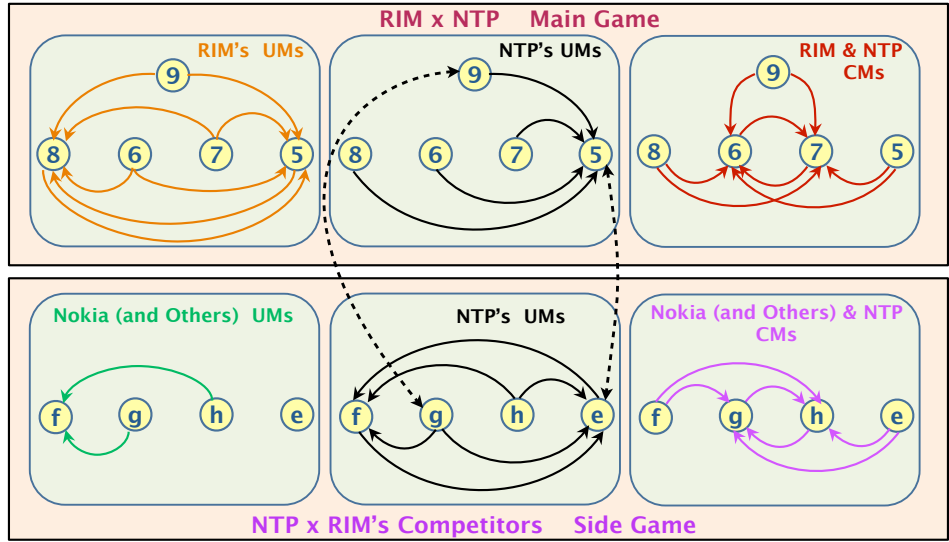 RIM x NTP Main Game
RIM's UMs
NTP's UMs
RIM & NTP
CMs
9
8 6 7 5
9
8 6 7 5
9
8 6 7 5
Nokia (and Others) UMs
NTP's UMs
Nokia (and Others) & NTP
CMs
f g h e
f g h e
f g h e
NTP x RIM's Competitors Side Game